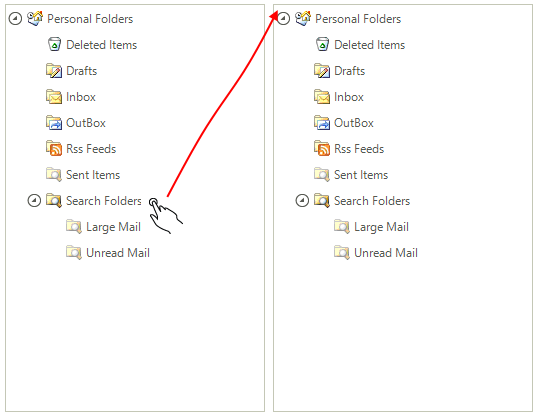 Personal Folders
Deleted Items
Drafts
Inbox
OutBox
Rss Feeds
Sent Items
Search Folders
Large Mail
Unread Mail
Personal Folders
Deleted Items
Drafts
Inbox
OutBox
Rss Feeds
Sent Items
Search Folders
Large Mail
Unread Mail